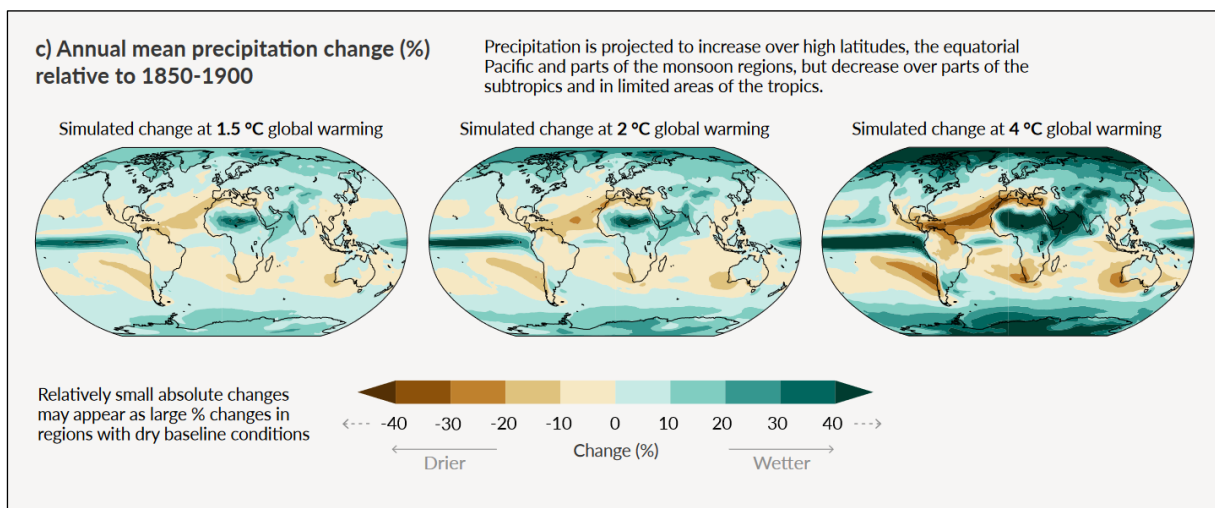 c) Annual mean precipitation change (%)
relative to 1850-1900
Precipitation is projected to increase over high latitudes, the equatorial
Pacific and parts of the monsoon regions, but decrease over parts of the
subtropics and in limited areas of the tropics.
Simulated change at 1.5 °C global warming
Simulated change at 2 °C global warming
Simulated change at 4 °C global warming
Relatively small absolute changes
may appear as large % changes in
regions with dry baseline conditions
-40 -30 -20 -10 0 10 20 30 40
Change (%)
Drier
Wetter